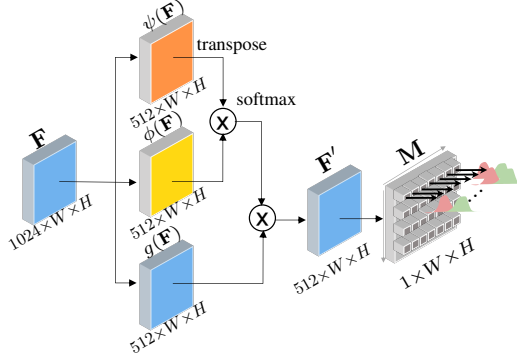 ψ(F)
transpose
512×W×H
softmax
F
ϕ(F)
1024×W×H
512×W×H
g(F)
512×W×H
F′
512×W×H
M
1×W×H
X
X